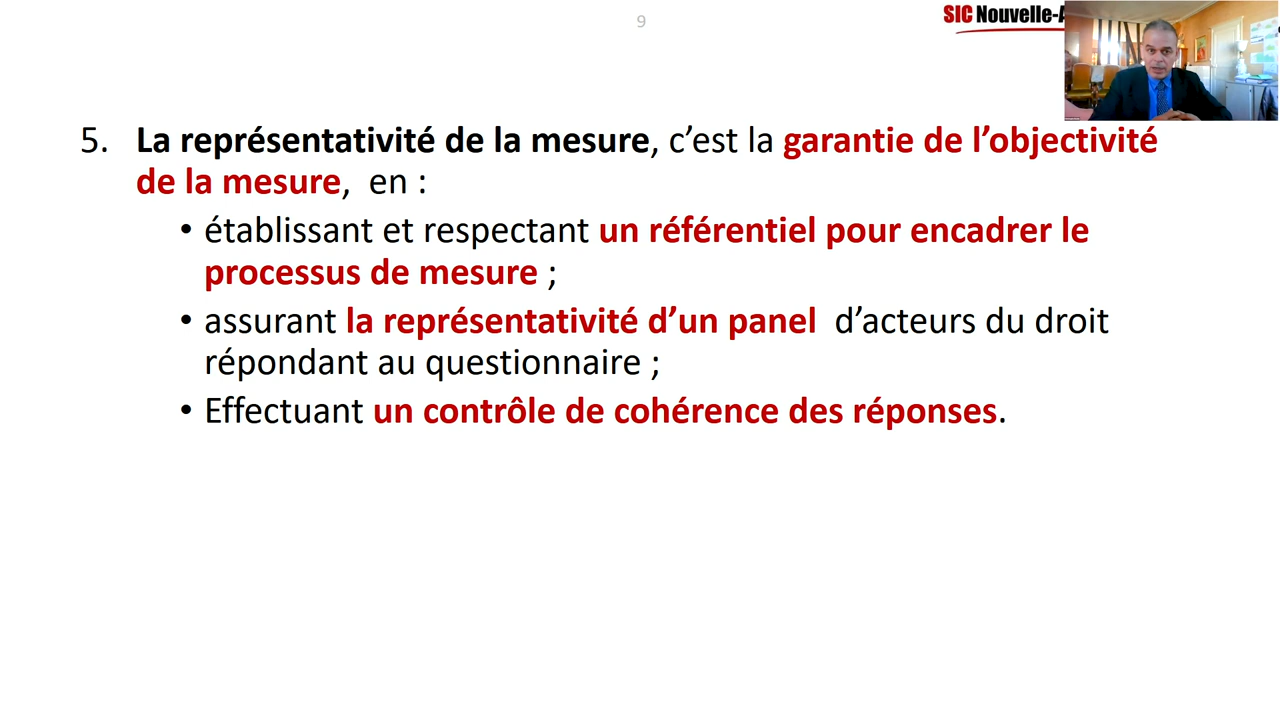 9
SIC Nouvelle-
5. La représentativité de la mesure, c’est la garantie de l’objectivité
de la mesure, en :
• établissant et respectant un référentiel pour encadrer le
processus de mesure ;
• assurant la représentativité d’un panel d’acteurs du droit
répondant au questionnaire ;
• Effectuant un contrôle de cohérence des réponses.